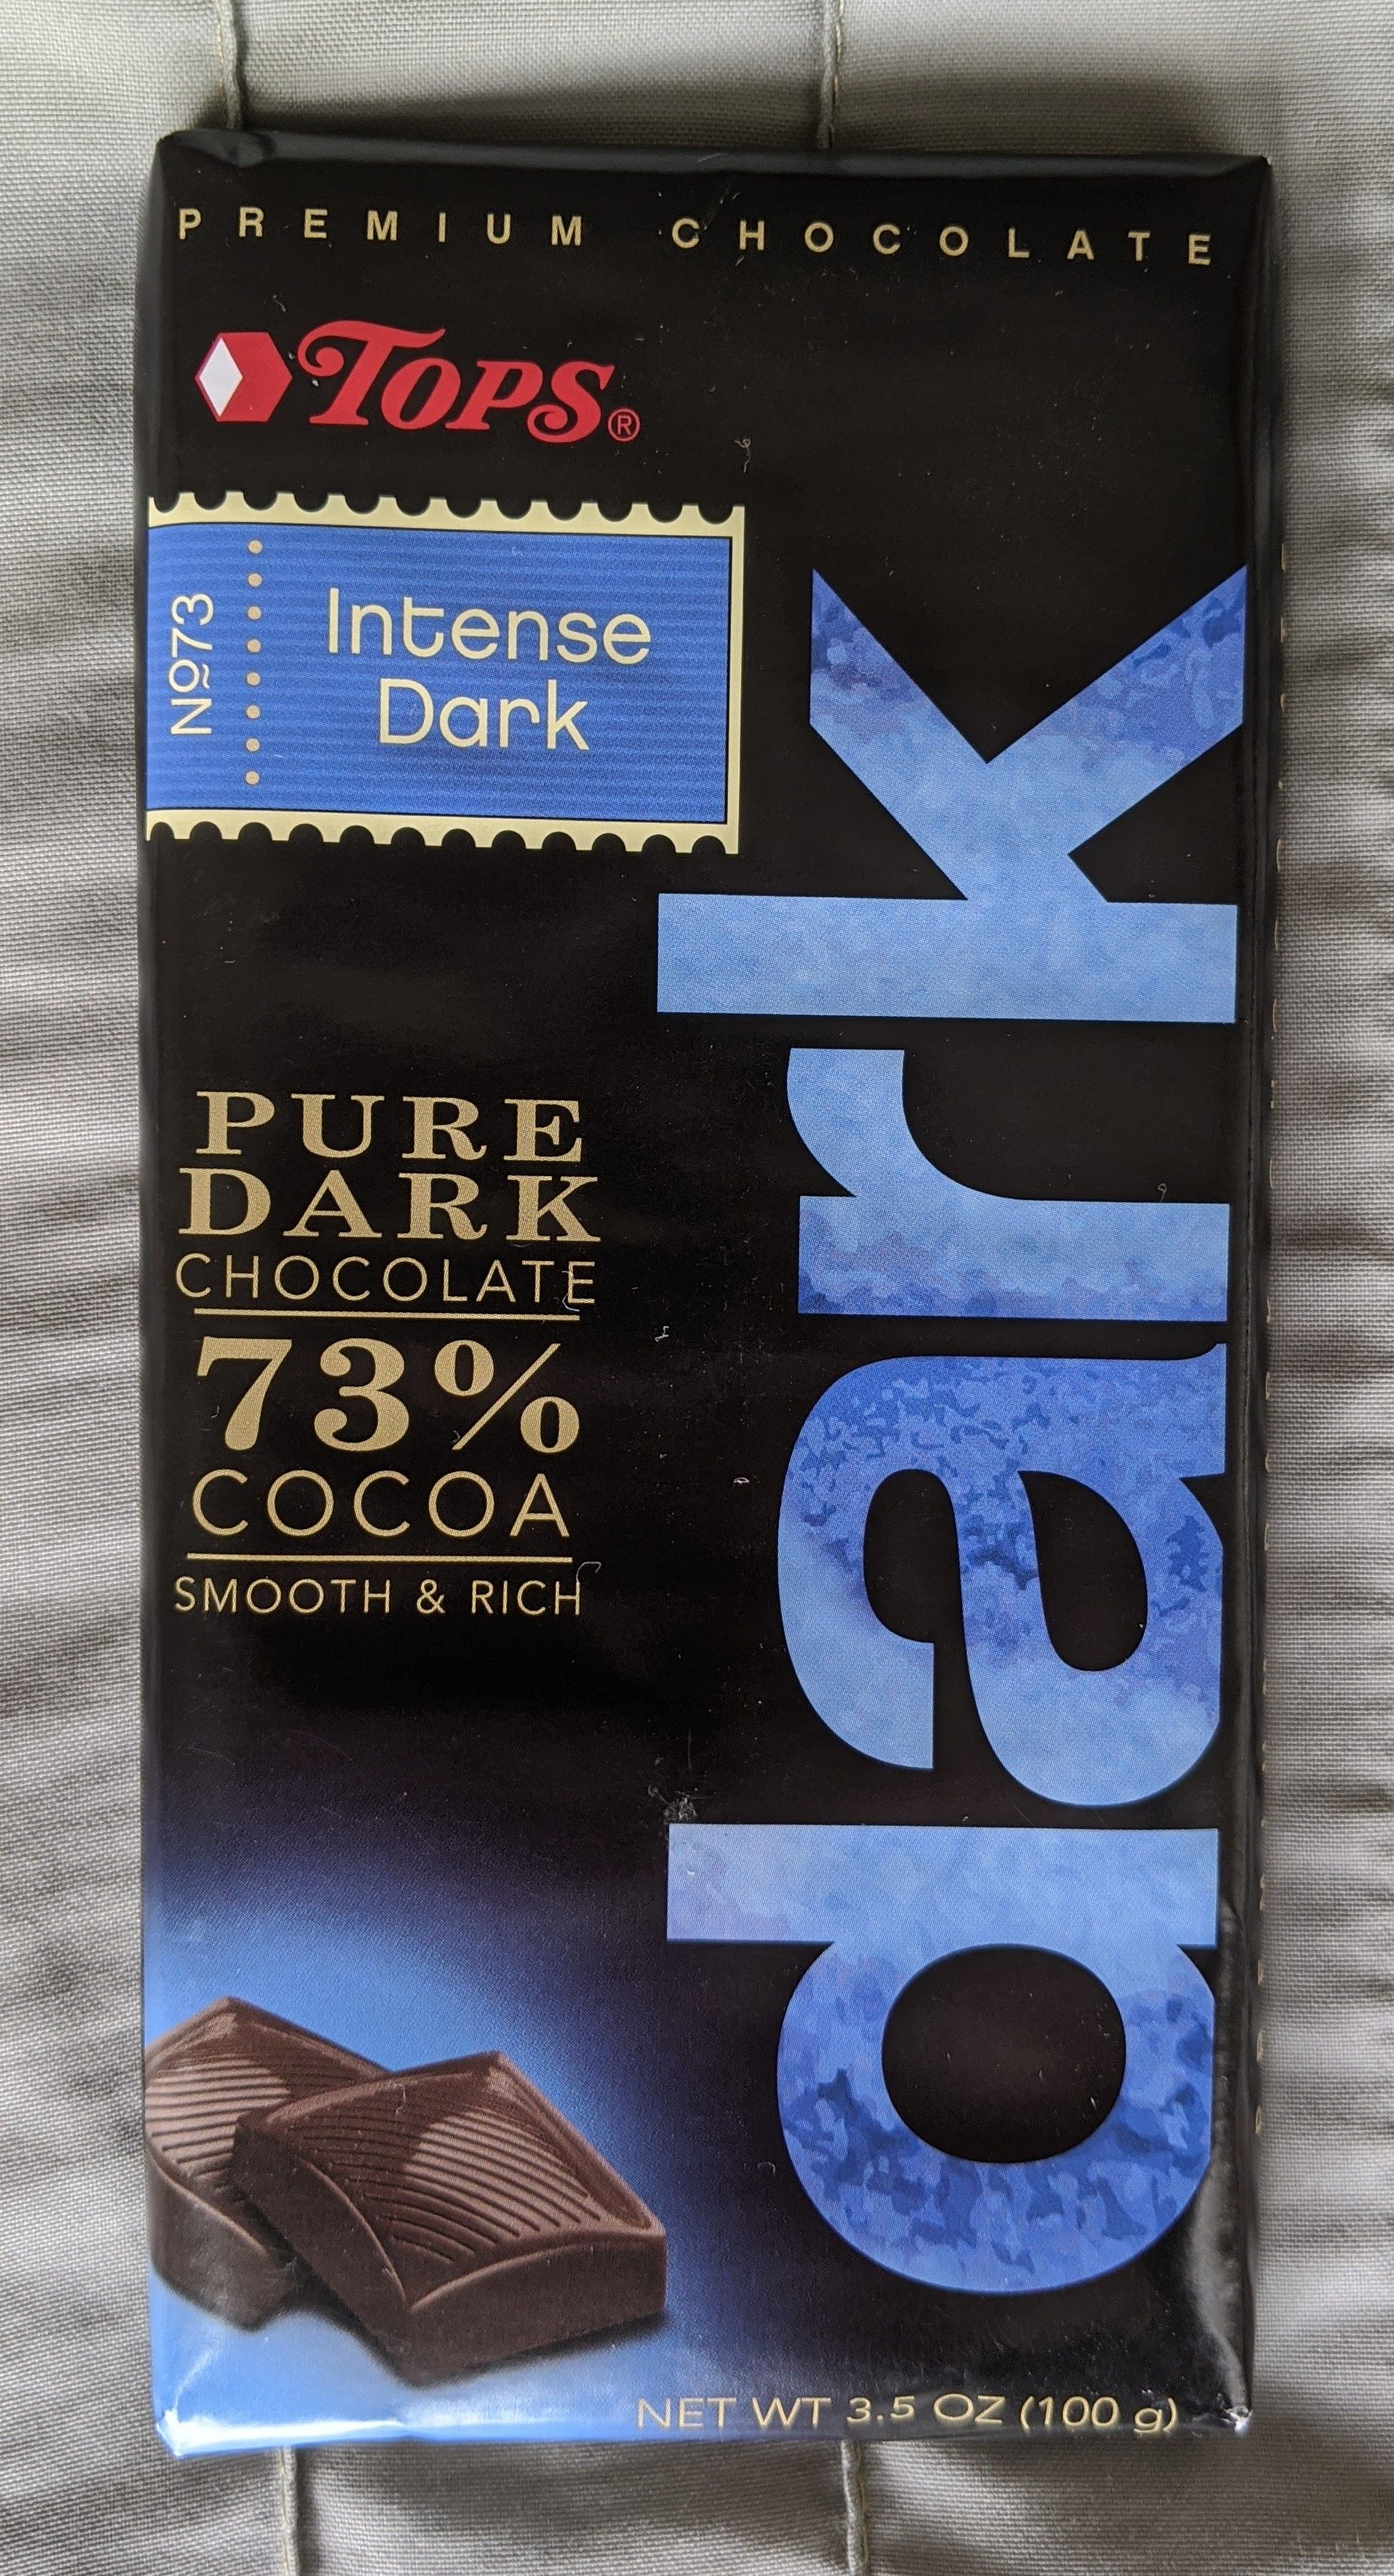 PREMIUM CHOCOLATE
TOPS®
Nº73
Intense
Dark
dark
PURE
DARK
CHOCOLATE
73%
COCOA
SMOOTH & RICH
NET WT 3.5 OZ (100 g)